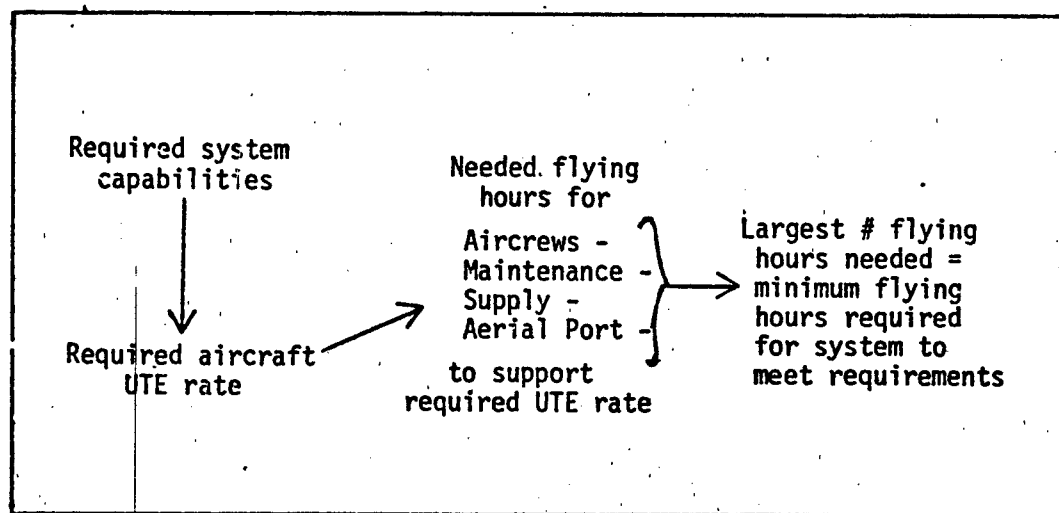 Required system
capabilities
Required aircraft
UTE rate
Needed flying
hours for
Aircrews -
Maintenance -
Supply -
Aerial Port -
to support
required UTE rate
Largest # flying
hours needed =
minimum flying
hours required
for system to
meet requirements